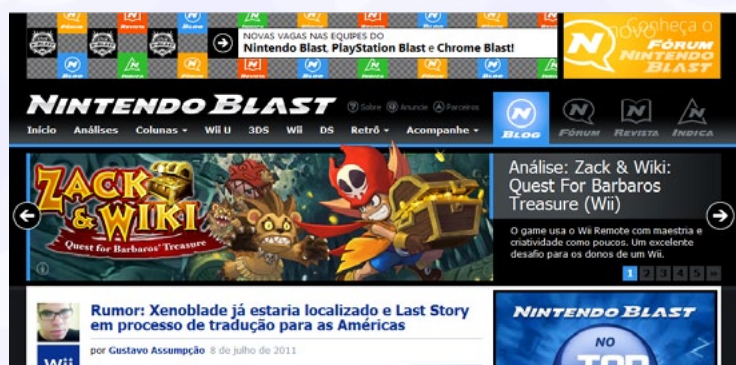 NOVAS VAGAS NAS EQUIPES DO
Nintendo Blast, PlayStation Blast e Chrome Blast!
Conheça o
novo FÓRUM
NINTENDO
BLAST
NINTENDO BLAST
Sobre Anuncie Parceiros
Início Análises Colunas Wii U 3DS Wii DS Retrô Acompanhe
BLOG FÓRUM REVISTA INDICA
ZACK
& WIKI
Quest for Barbaros' Treasure
Análise: Zack & Wiki:
Quest For Barbaros
Treasure (Wii)
O game usa o Wii Remote com maestria e
criatividade como poucos. Um excelente
desafio para os donos de um Wii.
1 2 3 4 5 »
Rumor: Xenoblade já estaria localizado e Last Story
em processo de tradução para as Américas
por Gustavo Assumpção 8 de julho de 2011
Wii
NINTENDO BLAST
NO
TOP